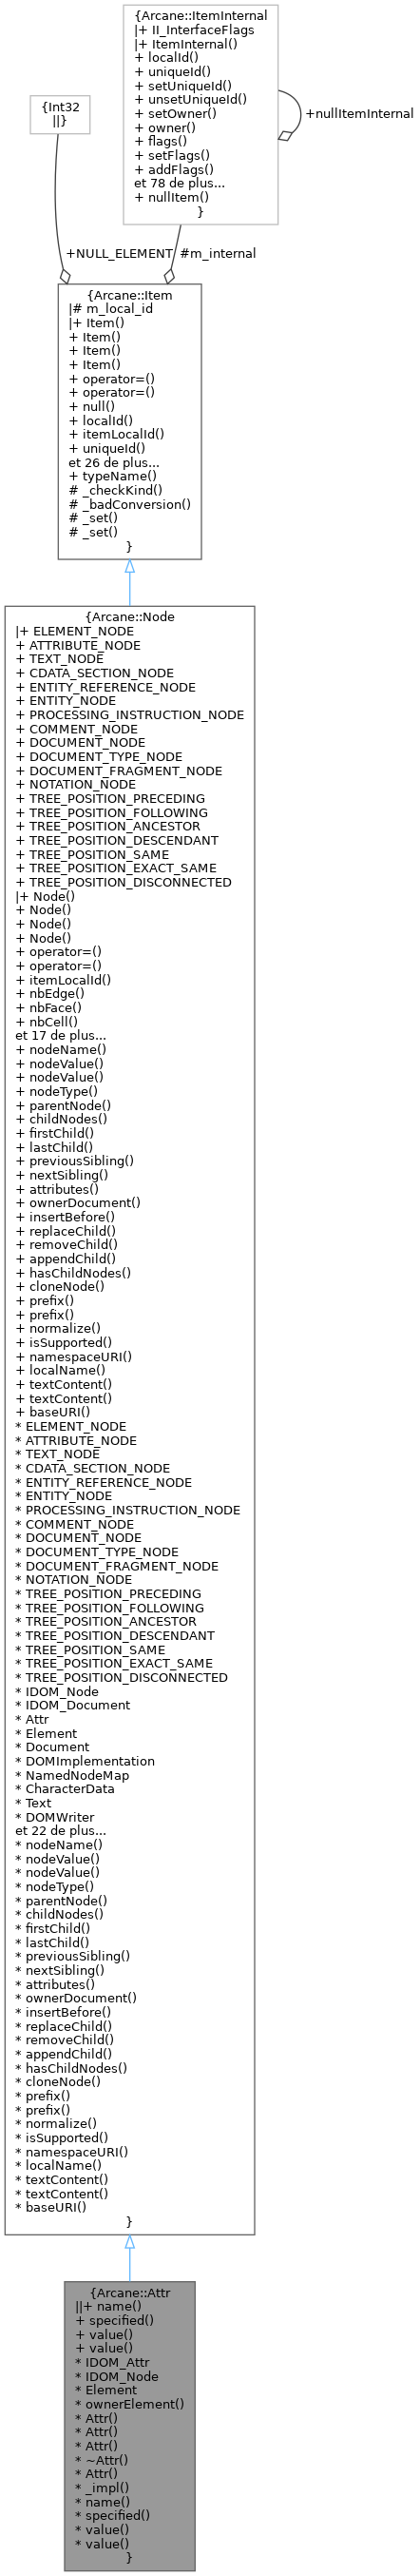 {Arcane::ItemInternal
|+ II_InterfaceFlags
|+ ItemInternal()
+ localId()
+ uniqueId()
+ setUniqueId()
+ unsetUniqueId()
+ setOwner()
+ owner()
+ flags()
+ setFlags()
+ addFlags()
et 78 de plus...
+ nullItem()
}
+nullItemInternal
{Int32
||}
+NULL_ELEMENT
#m_internal
{Arcane::Item
|# m_local_id
|+ Item()
+ Item()
+ Item()
+ Item()
+ operator=()
+ operator=()
+ null()
+ localId()
+ itemLocalId()
+ uniqueId()
et 26 de plus...
+ typeName()
# _checkKind()
# _badConversion()
# _set()
# _set()
}
{Arcane::Node
|+ ELEMENT_NODE
+ ATTRIBUTE_NODE
+ TEXT_NODE
+ CDATA_SECTION_NODE
+ ENTITY_REFERENCE_NODE
+ ENTITY_NODE
+ PROCESSING_INSTRUCTION_NODE
+ COMMENT_NODE
+ DOCUMENT_NODE
+ DOCUMENT_TYPE_NODE
+ DOCUMENT_FRAGMENT_NODE
+ NOTATION_NODE
+ TREE_POSITION_PRECEDING
+ TREE_POSITION_FOLLOWING
+ TREE_POSITION_ANCESTOR
+ TREE_POSITION_DESCENDANT
+ TREE_POSITION_SAME
+ TREE_POSITION_EXACT_SAME
+ TREE_POSITION_DISCONNECTED
|+ Node()
+ Node()
+ Node()
+ Node()
+ operator=()
+ operator=()
+ itemLocalId()
+ nbEdge()
+ nbFace()
+ nbCell()
et 17 de plus...
+ nodeName()
+ nodeValue()
+ nodeValue()
+ nodeType()
+ parentNode()
+ childNodes()
+ firstChild()
+ lastChild()
+ previousSibling()
+ nextSibling()
+ attributes()
+ ownerDocument()
+ insertBefore()
+ replaceChild()
+ removeChild()
+ appendChild()
+ hasChildNodes()
+ cloneNode()
+ prefix()
+ prefix()
+ normalize()
+ isSupported()
+ namespaceURI()
+ localName()
+ textContent()
+ textContent()
+ baseURI()
* ELEMENT_NODE
* ATTRIBUTE_NODE
* TEXT_NODE
* CDATA_SECTION_NODE
* ENTITY_REFERENCE_NODE
* ENTITY_NODE
* PROCESSING_INSTRUCTION_NODE
* COMMENT_NODE
* DOCUMENT_NODE
* DOCUMENT_TYPE_NODE
* DOCUMENT_FRAGMENT_NODE
* NOTATION_NODE
* TREE_POSITION_PRECEDING
* TREE_POSITION_FOLLOWING
* TREE_POSITION_ANCESTOR
* TREE_POSITION_DESCENDANT
* TREE_POSITION_SAME
* TREE_POSITION_EXACT_SAME
* TREE_POSITION_DISCONNECTED
* IDOM_Node
* IDOM_Document
* Attr
* Element
* Document
* DOMImplementation
* NamedNodeMap
* CharacterData
* Text
* DOMWriter
et 22 de plus...
* nodeName()
* nodeValue()
* nodeValue()
* nodeType()
* parentNode()
* childNodes()
* firstChild()
* lastChild()
* previousSibling()
* nextSibling()
* attributes()
* ownerDocument()
* insertBefore()
* replaceChild()
* removeChild()
* appendChild()
* hasChildNodes()
* cloneNode()
* prefix()
* prefix()
* normalize()
* isSupported()
* namespaceURI()
* localName()
* textContent()
* textContent()
* baseURI()
}
{Arcane::Attr
||+ name()
+ specified()
+ value()
+ value()
* IDOM_Attr
* IDOM_Node
* Element
* ownerElement()
* Attr()
* Attr()
* Attr()
* ~Attr()
* Attr()
* _impl()
* name()
* specified()
* value()
* value()
}